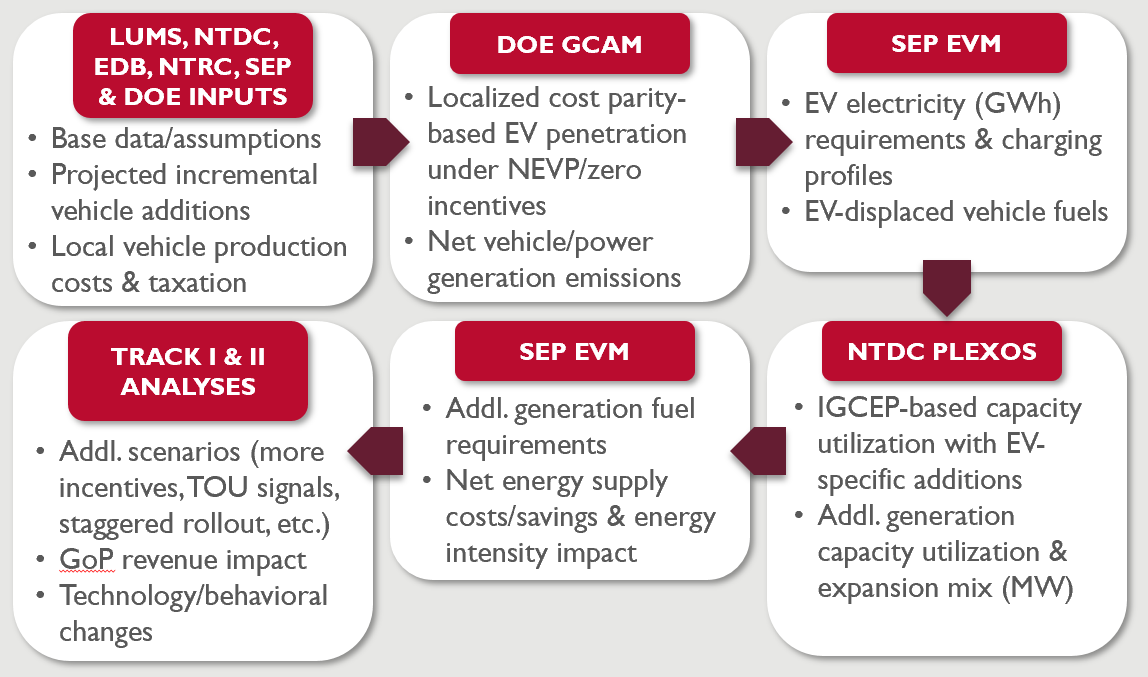 LUMS, NTDC,
EDB, NTRC, SEP
& DOE INPUTS
• Base data/assumptions
• Projected incremental
vehicle additions
• Local vehicle production
costs & taxation
DOE GCAM
• Localized cost parity-
based EV penetration
under NEVP/zero
incentives
• Net vehicle/power
generation emissions
SEP EVM
• EV electricity (GWh)
requirements & charging
profiles
• EV-displaced vehicle fuels
NTDC PLEXOS
• IGCEP-based capacity
utilization with EV-
specific additions
• Addl. generation
capacity utilization &
expansion mix (MW)
SEP EVM
• Addl. generation fuel
requirements
• Net energy supply
costs/savings & energy
intensity impact
TRACK I & II
ANALYSES
• Addl. scenarios (more
incentives, TOU signals,
staggered rollout, etc.)
• GoP revenue impact
• Technology/behavioral
changes